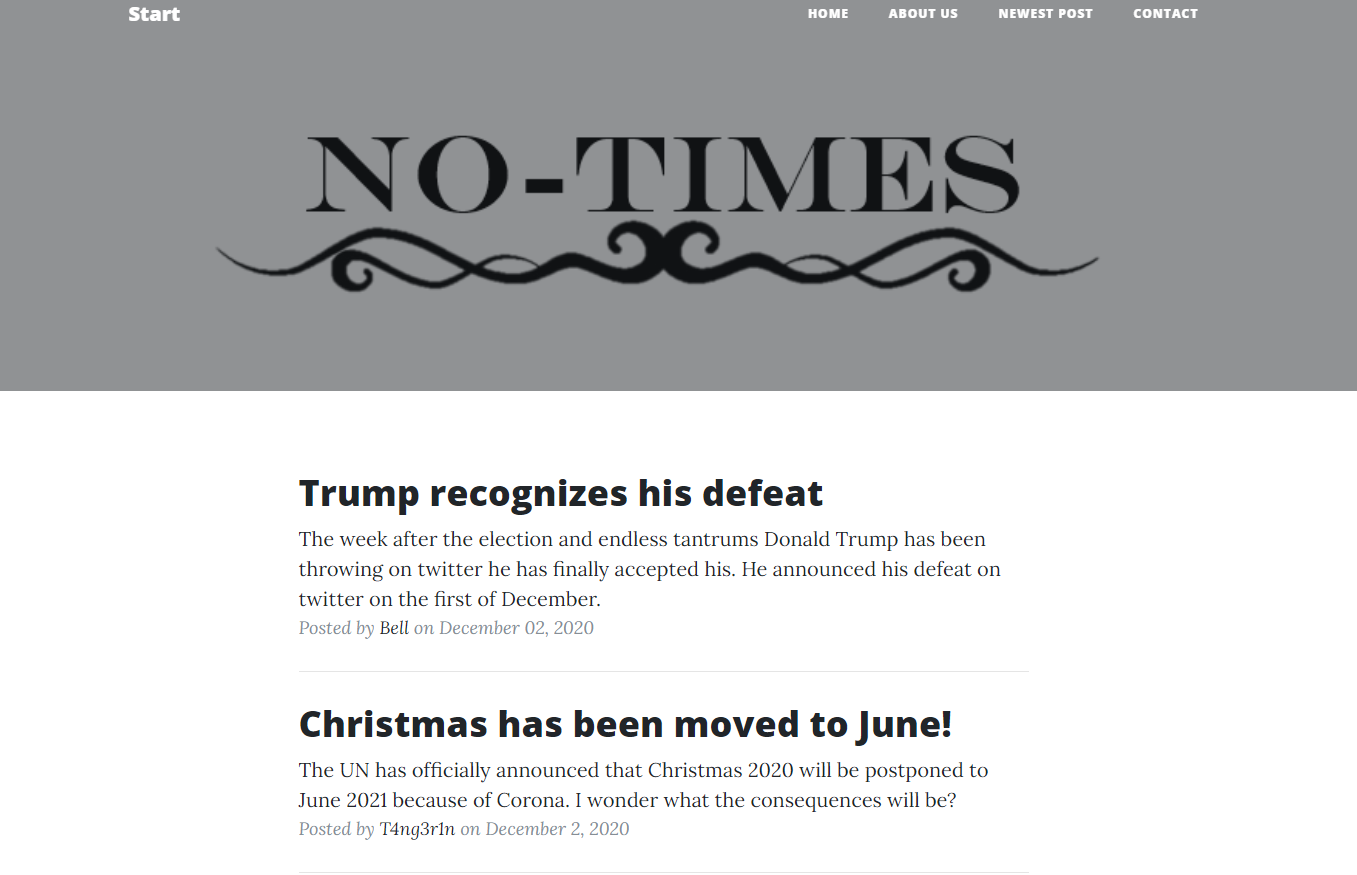 Start
HOME ABOUT US NEWEST POST CONTACT
NO-TIMES
Trump recognizes his defeat
The week after the election and endless tantrums Donald Trump has been
throwing on twitter he has finally accepted his. He announced his defeat on
twitter on the first of December.
Posted by Bell on December 02, 2020
Christmas has been moved to June!
The UN has officially announced that Christmas 2020 will be postponed to
June 2021 because of Corona. I wonder what the consequences will be?
Posted by T4ng3r1n on December 2, 2020